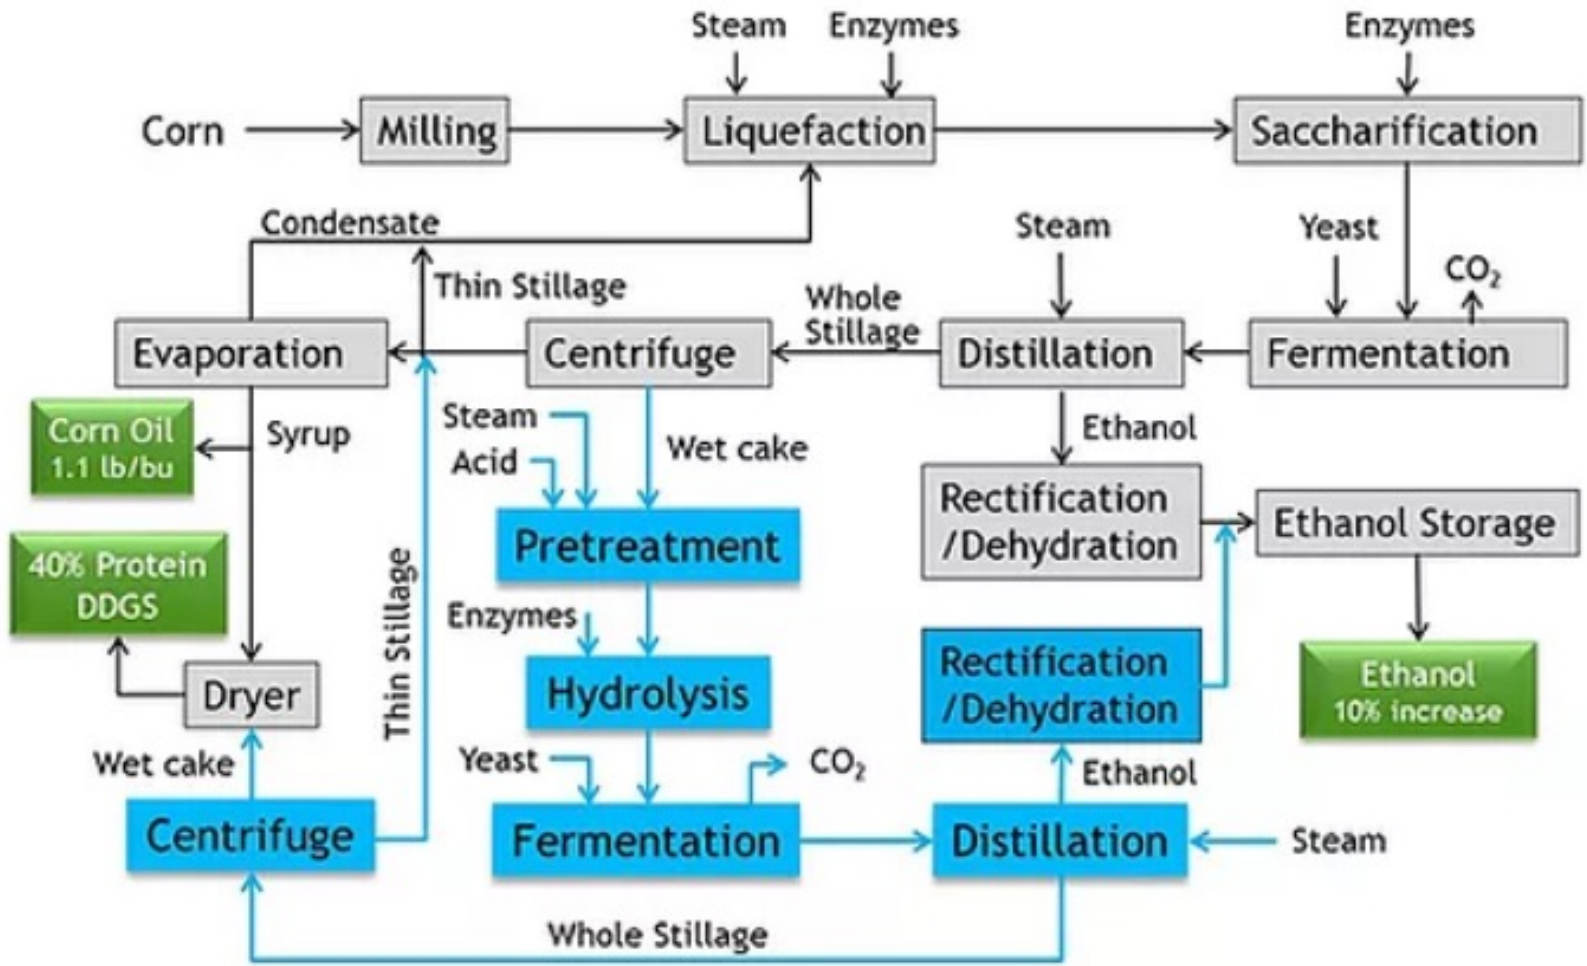 Steam
Enzymes
Enzymes
Corn
Milling
Liquefaction
Saccharification
Condensate
Steam
Yeast
CO₂
Thin Stillage
Whole
Stillage
Evaporation
Centrifuge
Distillation
Fermentation
Corn Oil
1.1 lb/bu
Syrup
Steam
Acid
Wet cake
Ethanol
Rectification
/Dehydration
Ethanol Storage
Pretreatment
40% Protein
DDGS
Thin Stillage
Enzymes
Dryer
Hydrolysis
Rectification
/Dehydration
Ethanol
10% increase
Wet cake
Yeast
CO₂
Ethanol
Centrifuge
Fermentation
Distillation
Steam
Whole Stillage